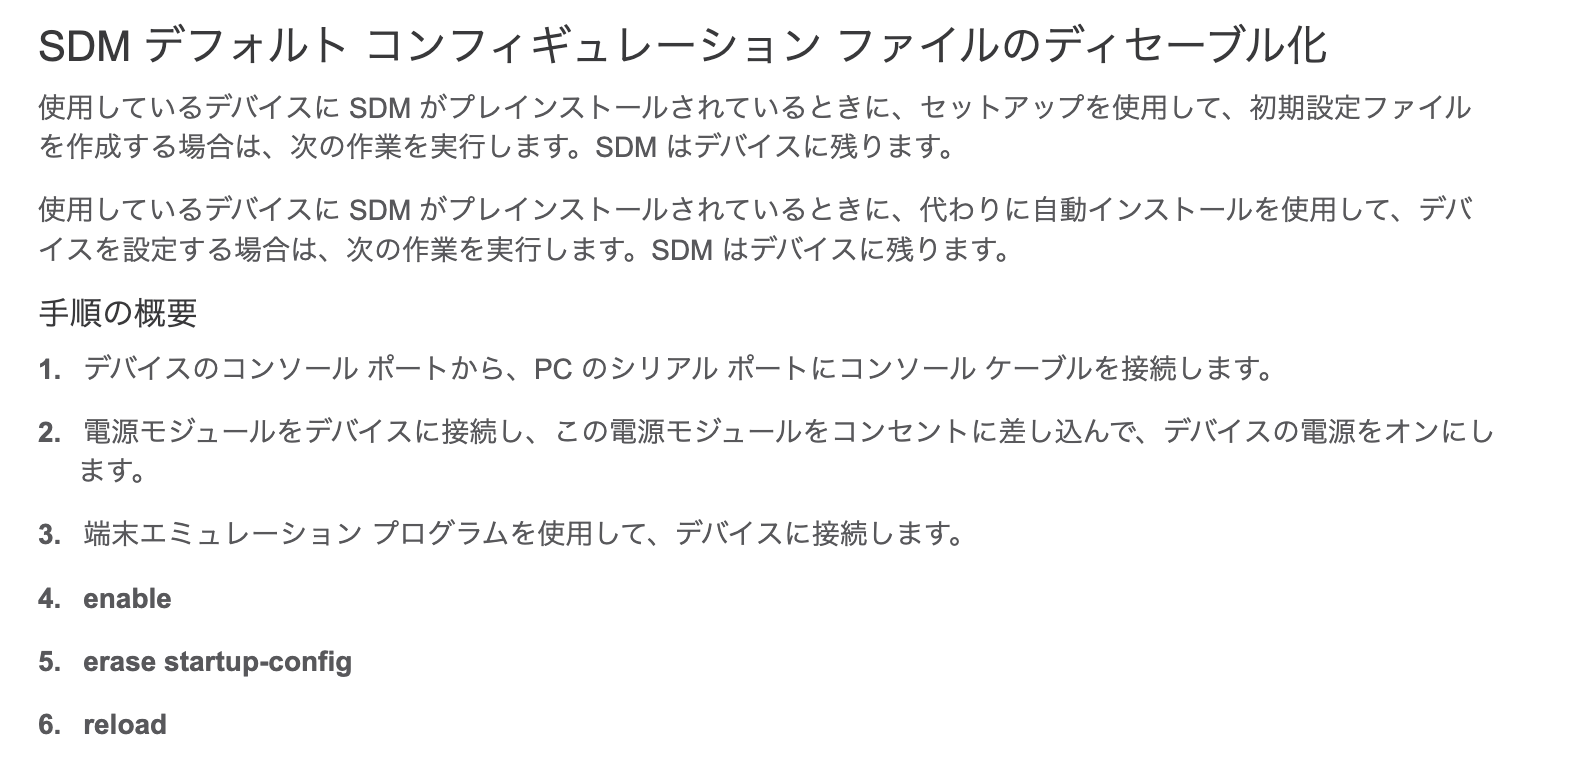 SDM デフォルト コンフィギュレーション ファイルのディセーブル化
使用しているデバイスに SDM がプレインストールされているときに、セットアップを使用して、初期設定ファイル
を作成する場合は、次の作業を実行します。SDM はデバイスに残ります。
使用しているデバイスに SDM がプレインストールされているときに、代わりに自動インストールを使用して、デバ
イスを設定する場合は、次の作業を実行します。SDM はデバイスに残ります。
手順の概要
1. デバイスのコンソール ポートから、PC のシリアル ポートにコンソール ケーブルを接続します。
2. 電源モジュールをデバイスに接続し、この電源モジュールをコンセントに差し込んで、デバイスの電源をオンにし
ます。
3. 端末エミュレーション プログラムを使用して、デバイスに接続します。
4. enable
5. erase startup-config
6. reload